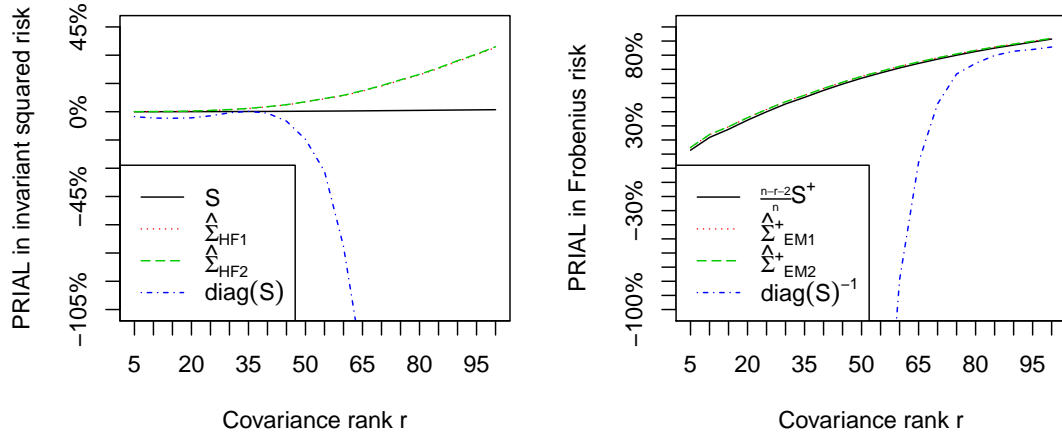 PRIAL in invariant squared risk
45%
0%
−45%
−105%
S
Σ̂HF1
Σ̂HF2
diag(S)
5 20 35 50 65 80 95
Covariance rank r
PRIAL in Frobenius risk
80%
30%
−30%
−100%
n−r−2/n S⁺
Σ̂⁺EM1
Σ̂⁺EM2
diag(S)⁻¹
5 20 35 50 65 80 95
Covariance rank r